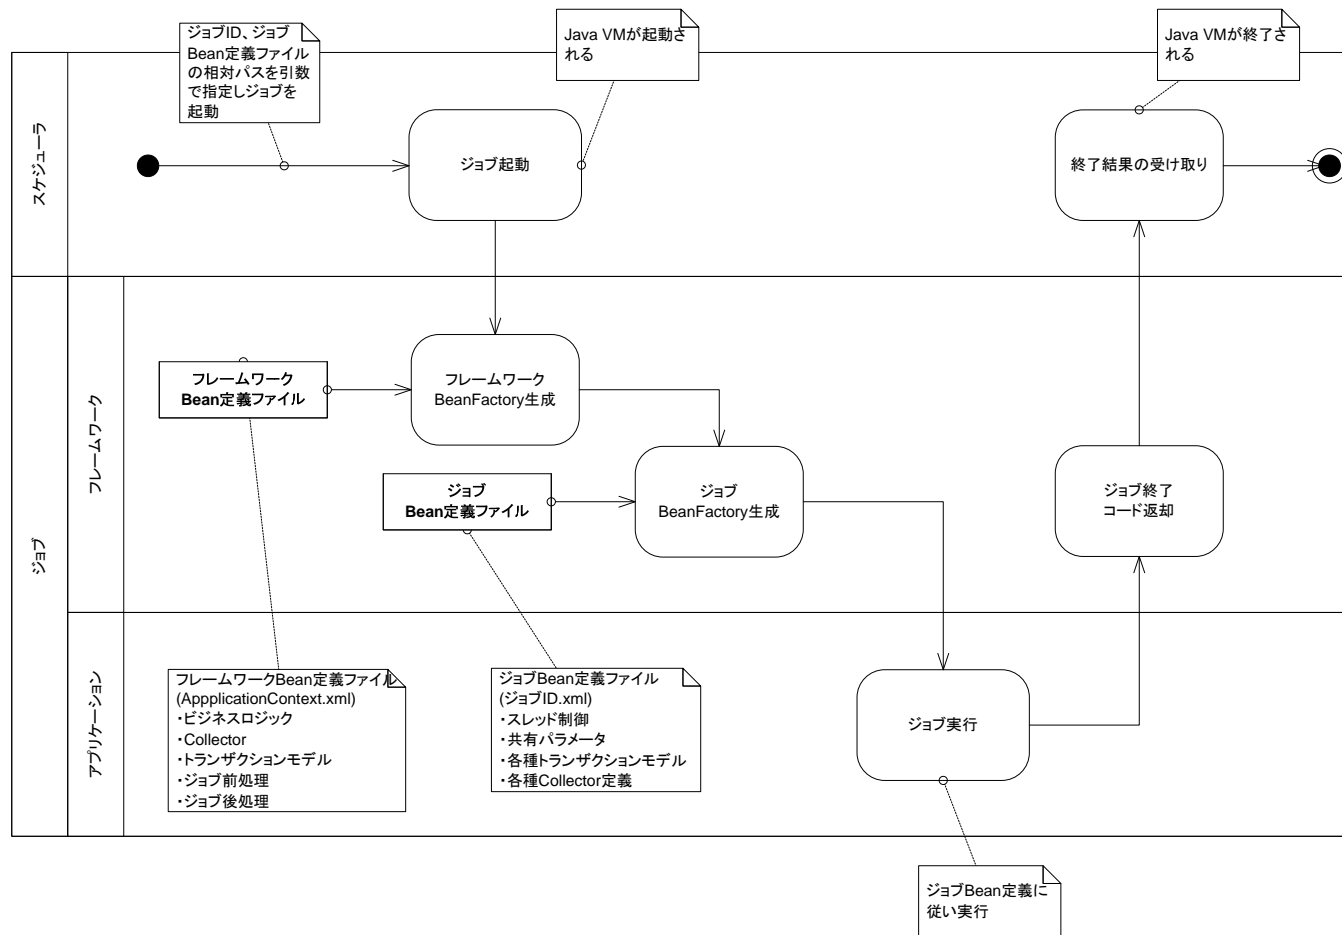 ジョブID、ジョブ
Bean定義ファイル
の相対パスを引数
で指定しジョブを
起動
Java VMが起動さ
れる
Java VMが終了さ
れる
スケジューラ
ジョブ起動
終了結果の受け取り
ジョブ
フレームワーク
フレームワーク
Bean定義ファイル
フレームワーク
BeanFactory生成
ジョブ
Bean定義ファイル
ジョブ
BeanFactory生成
ジョブ終了
コード返却
アプリケーション
フレームワークBean定義ファイル
(AppplicationContext.xml)
・ビジネスロジック
・Collector
・トランザクションモデル
・ジョブ前処理
・ジョブ後処理
ジョブBean定義ファイル
(ジョブID.xml)
・スレッド制御
・共有パラメータ
・各種トランザクションモデル
・各種Collector定義
ジョブ実行
ジョブBean定義に
従い実行